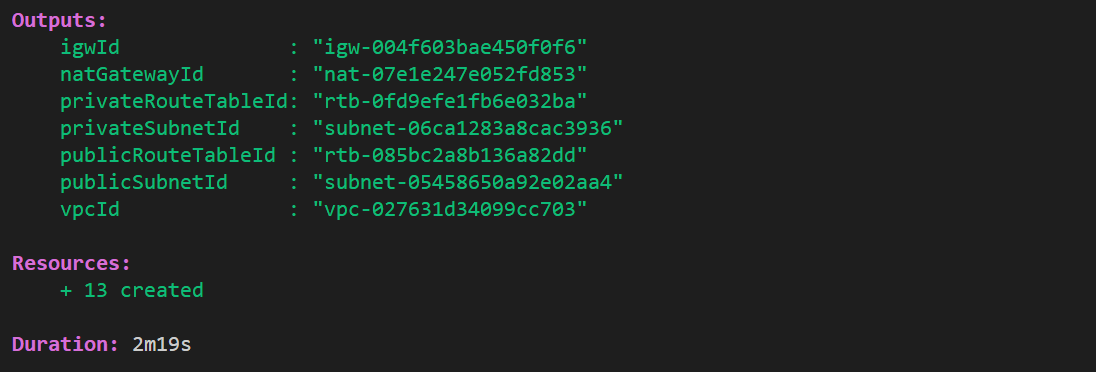 Outputs:
    igwId              : "igw-004f603bae450f0f6"
    natGatewayId       : "nat-07e1e247e052fd853"
    privateRouteTableId: "rtb-0fd9efe1fb6e032ba"
    privateSubnetId    : "subnet-06ca1283a8cac3936"
    publicRouteTableId : "rtb-085bc2a8b136a82dd"
    publicSubnetId     : "subnet-05458650a92e02aa4"
    vpcId              : "vpc-027631d34099cc703"

Resources:
    + 13 created

Duration: 2m19s